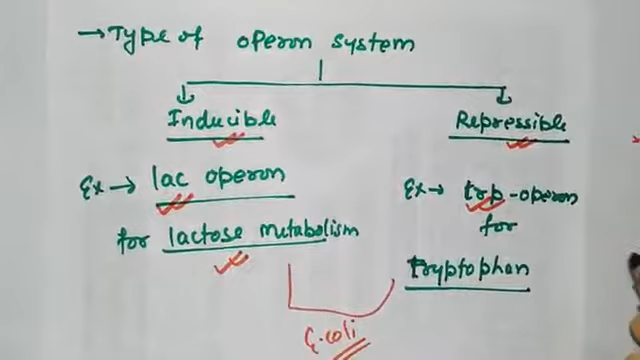 →Type of operon system
Inducible
Repressible
Ex → lac operon
for lactose metabolism
Ex → trp-operon
for
Tryptophan
E.coli